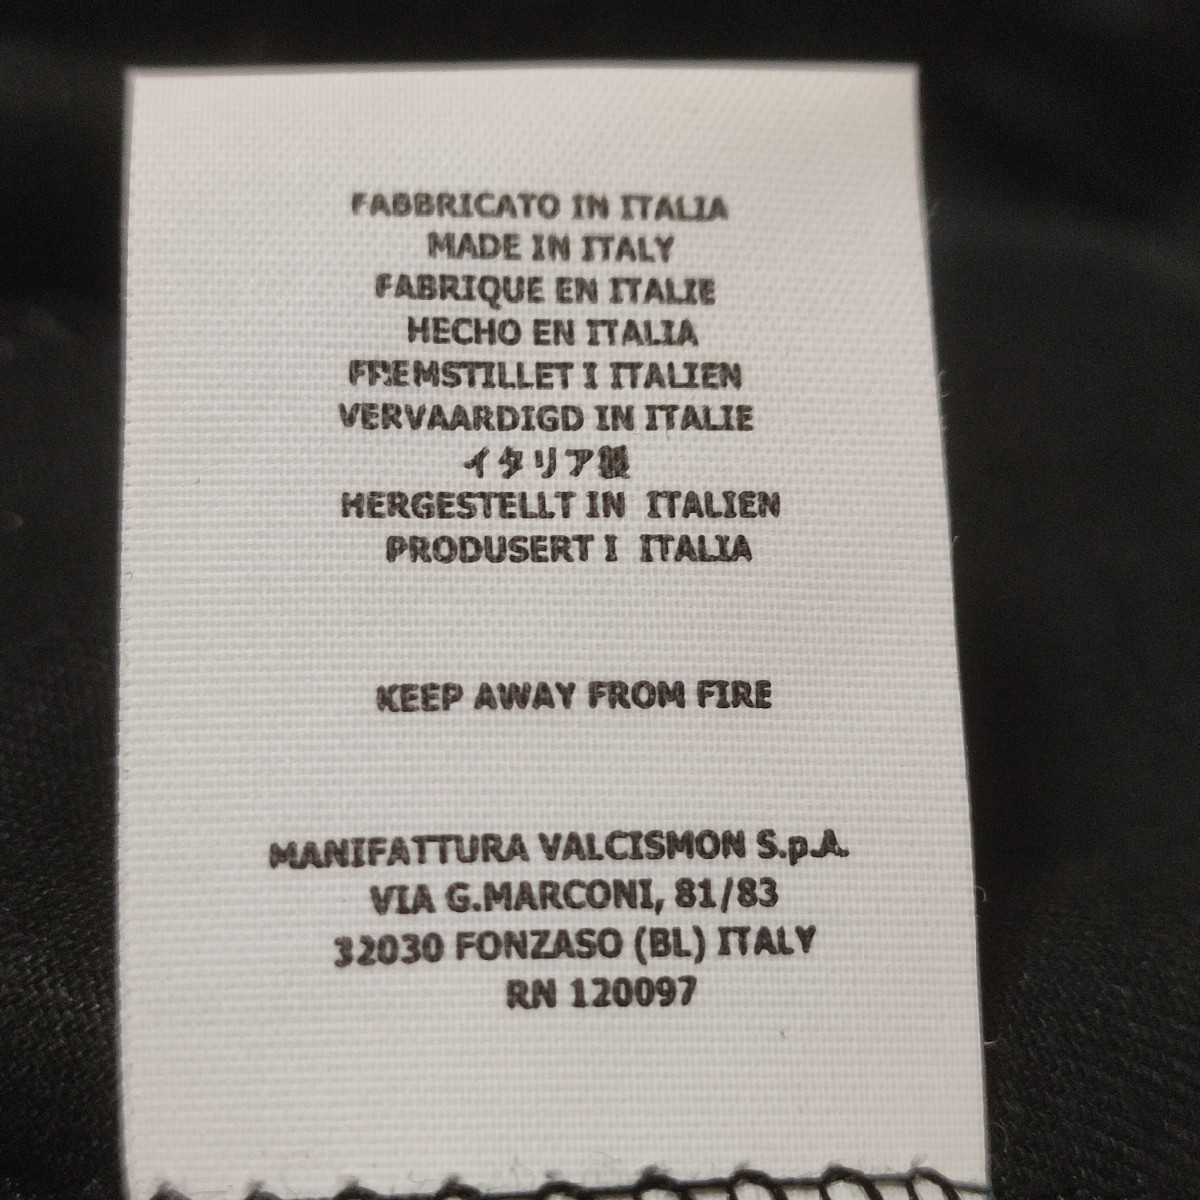 FABBRICATO IN ITALIA
MADE IN ITALY
FABRIQUE EN ITALIE
HECHO EN ITALIA
FREMSTILLET I ITALIEN
VERVAARDIGD IN ITALIE
イタリア製
HERGESTELLT IN ITALIEN
PRODUSERT I ITALIA
KEEP AWAY FROM FIRE
MANIFATTURA VALCISMON S.p.A.
VIA G.MARCONI, 81/83
32030 FONZASO (BL) ITALY
RN 120097